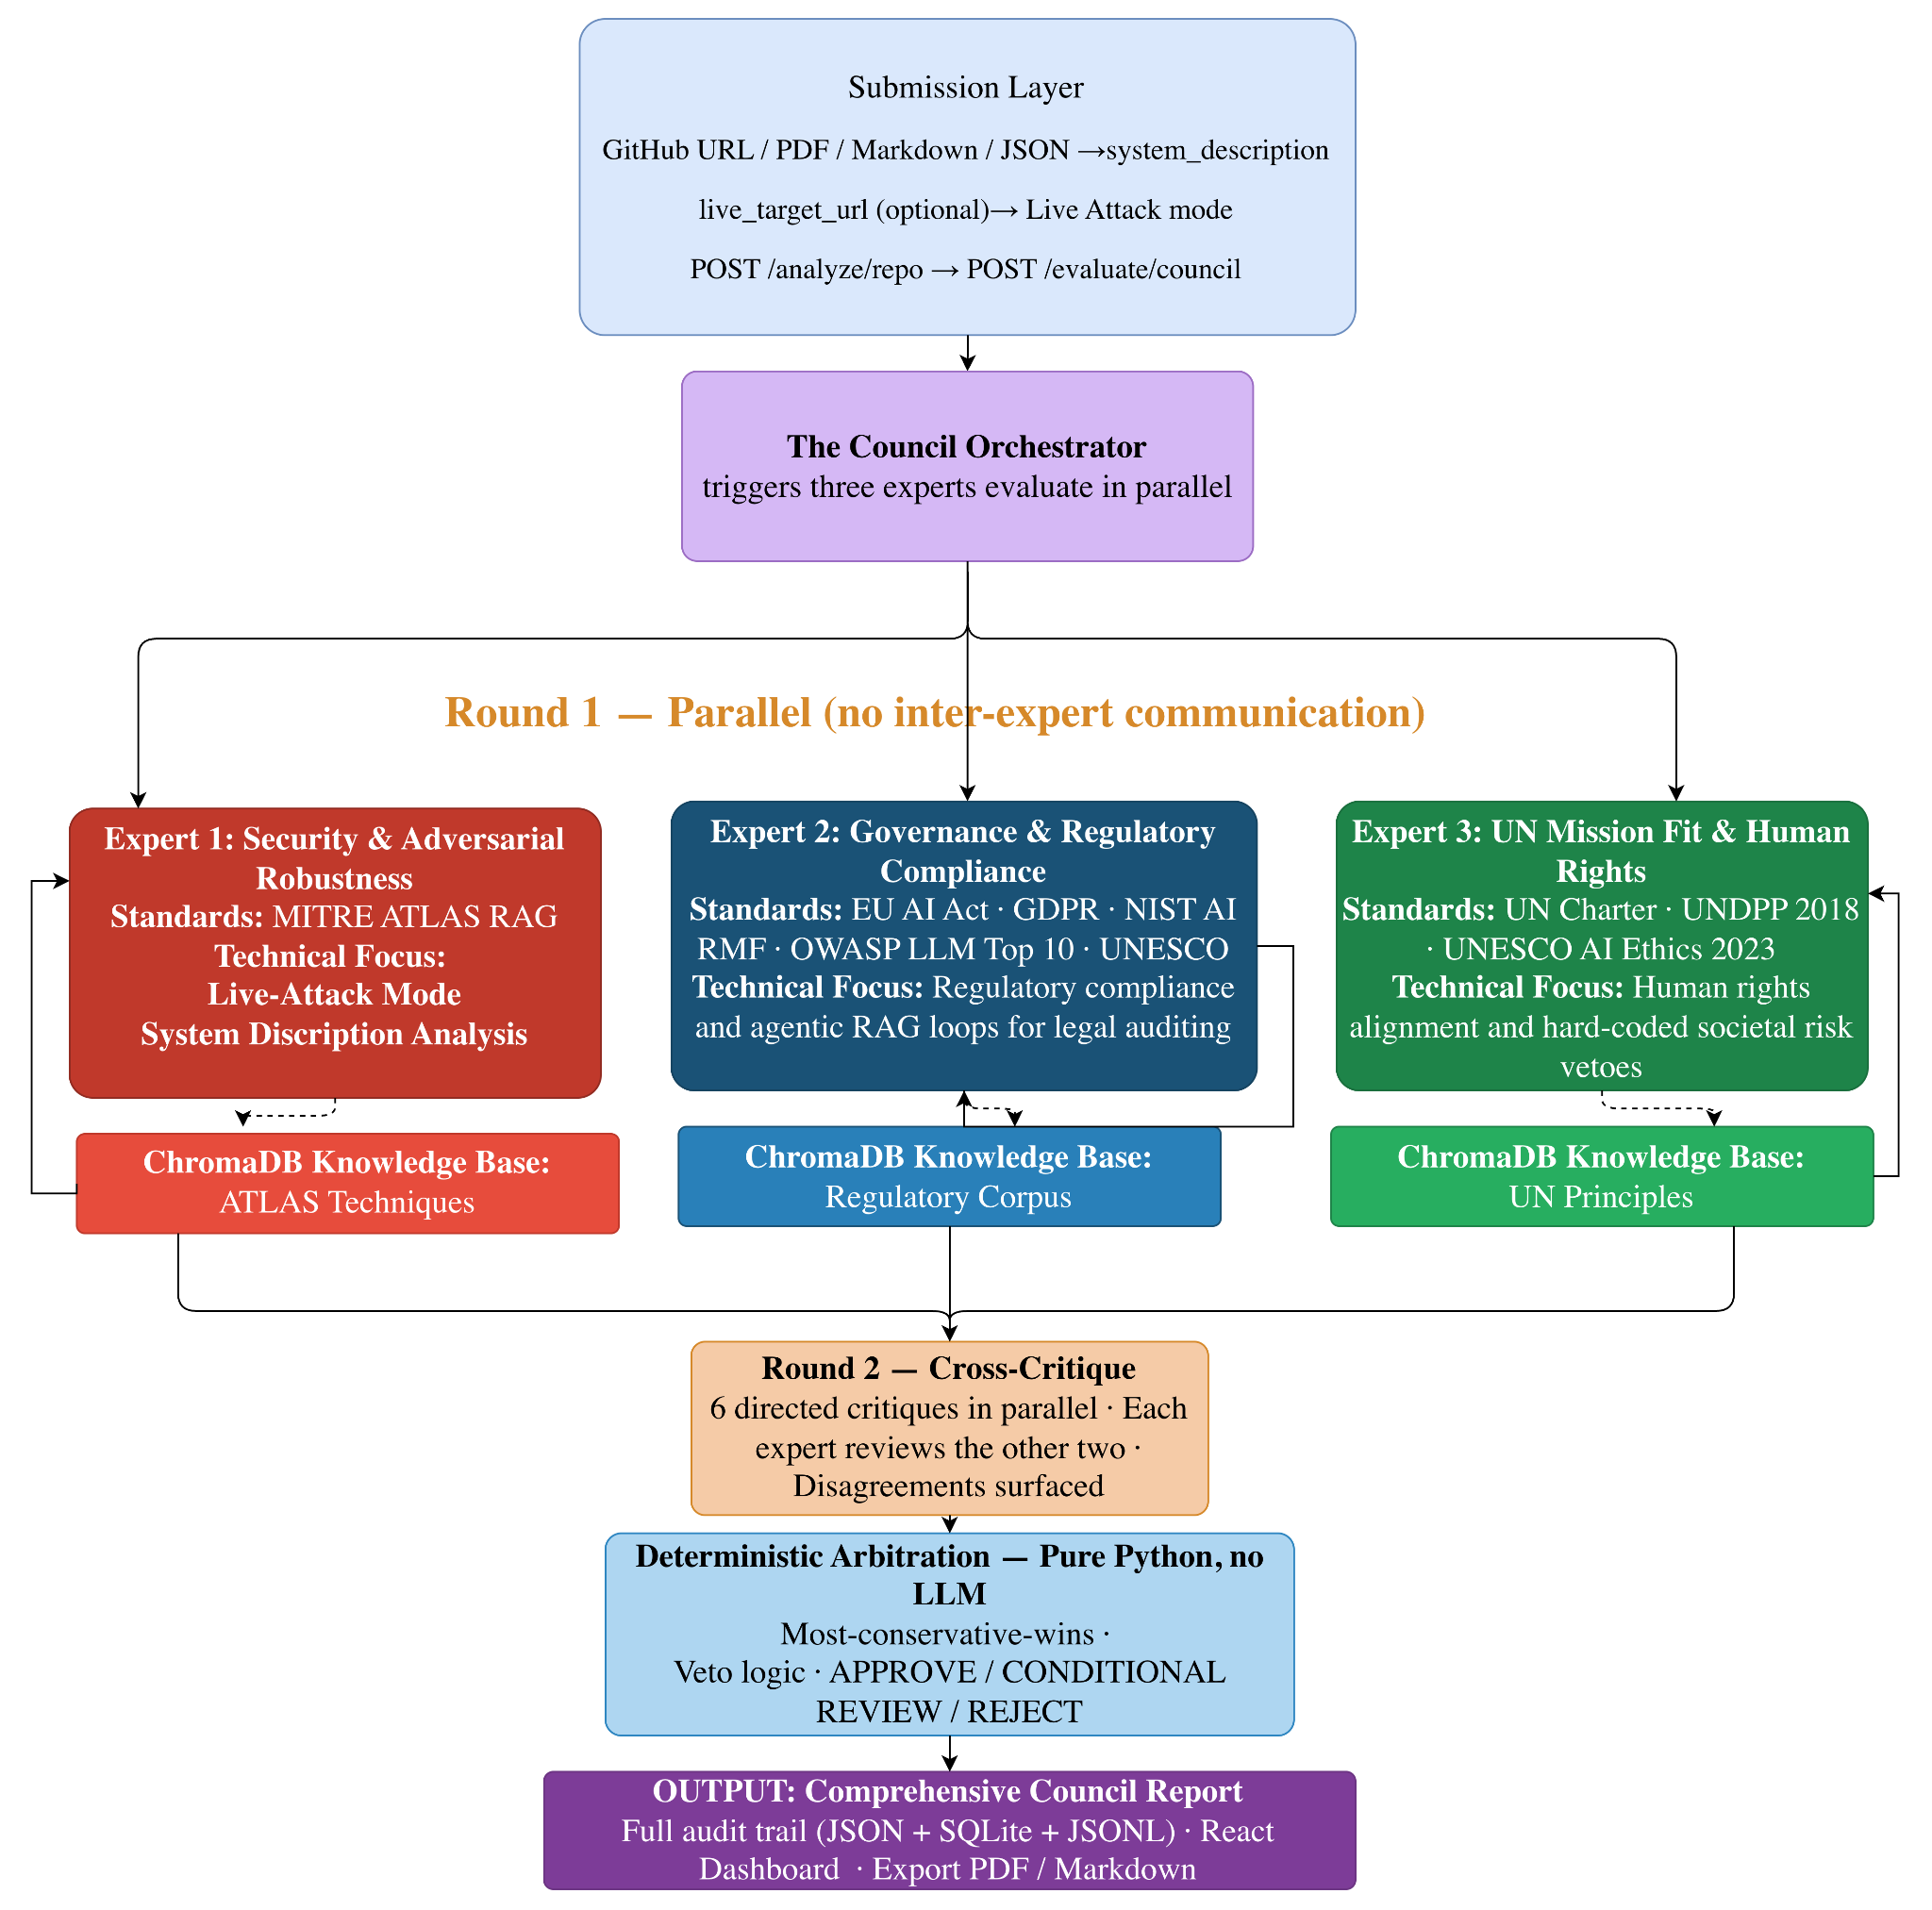 Submission Layer
GitHub URL / PDF / Markdown / JSON →system_description
live_target_url (optional)→ Live Attack mode
POST /analyze/repo → POST /evaluate/council
The Council Orchestrator
triggers three experts evaluate in parallel
Round 1 — Parallel (no inter-expert communication)
Expert 1: Security & Adversarial
Robustness
Standards: MITRE ATLAS RAG
Technical Focus:
Live-Attack Mode
System Discription Analysis
ChromaDB Knowledge Base:
ATLAS Techniques
Expert 2: Governance & Regulatory
Compliance
Standards: EU AI Act · GDPR · NIST AI
RMF · OWASP LLM Top 10 · UNESCO
Technical Focus: Regulatory compliance
and agentic RAG loops for legal auditing
ChromaDB Knowledge Base:
Regulatory Corpus
Expert 3: UN Mission Fit & Human
Rights
Standards: UN Charter · UNDPP 2018
· UNESCO AI Ethics 2023
Technical Focus: Human rights
alignment and hard-coded societal risk
vetoes
ChromaDB Knowledge Base:
UN Principles
Round 2 — Cross-Critique
6 directed critiques in parallel · Each
expert reviews the other two ·
Disagreements surfaced
Deterministic Arbitration — Pure Python, no
LLM
Most-conservative-wins ·
Veto logic · APPROVE / CONDITIONAL
REVIEW / REJECT
OUTPUT: Comprehensive Council Report
Full audit trail (JSON + SQLite + JSONL) · React
Dashboard · Export PDF / Markdown